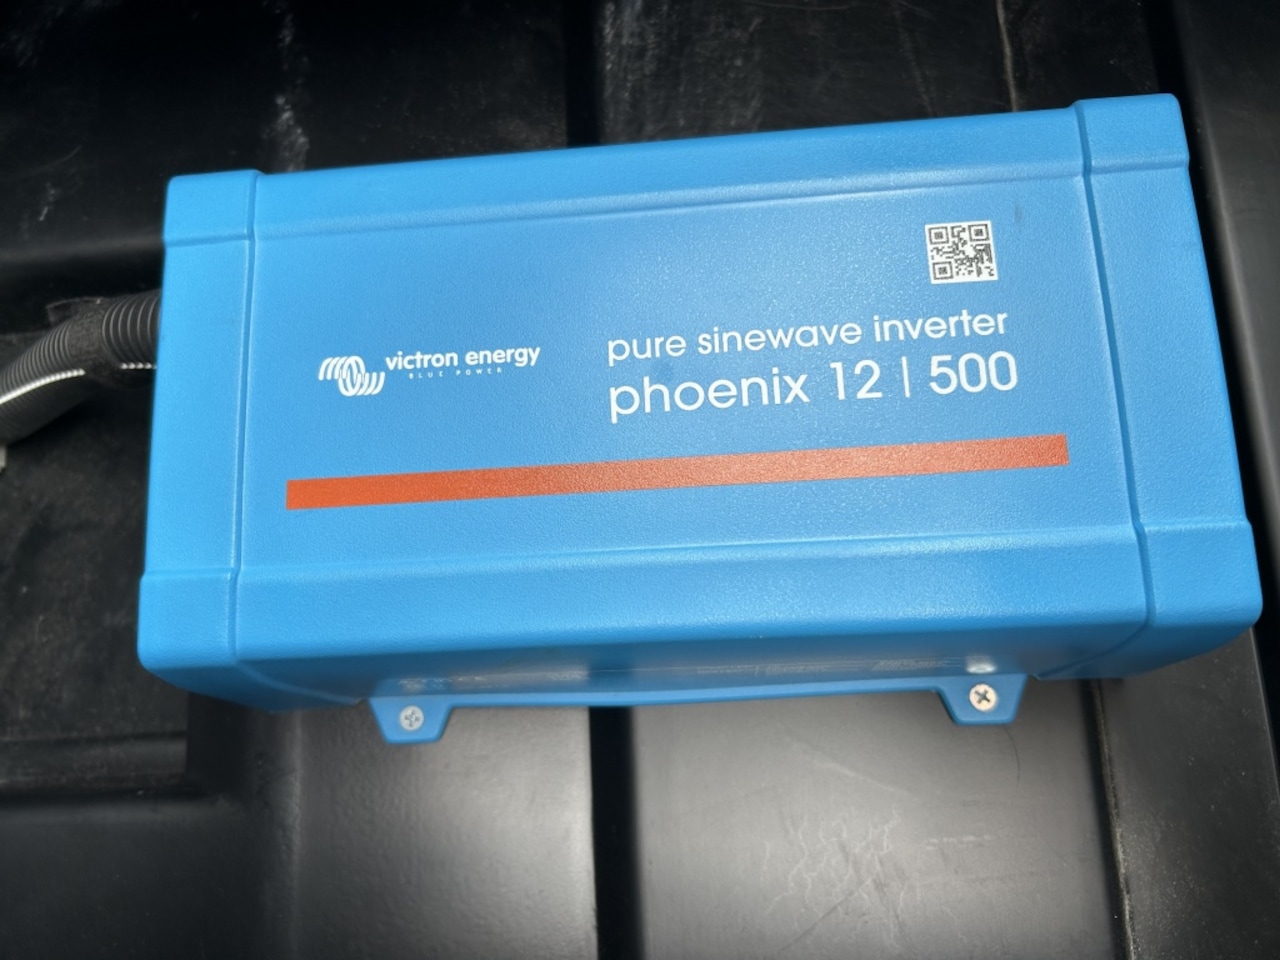 victron energy
BLUE POWER
pure sinewave inverter
phoenix 12 | 500